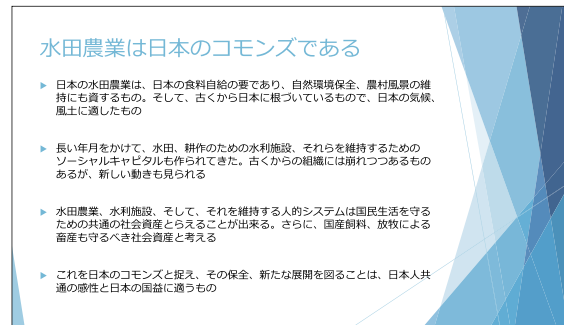 水田農業は日本のコモンズである
日本の水田農業は、日本の食料自給の要であり、自然環境保全、農村風景の維
持にも資するもの。そして、古くから日本に根づいているもので、日本の気候、
風土に適したもの
長い年月をかけて、水田、耕作のための水利施設、それらを維持するための
ソーシャルキャピタルも作られてきた。古くからの組織には崩れつつあるもの
あるが、新しい動きも見られる
水田農業、水利施設、そして、それを維持する人的システムは国民生活を守る
ための共通の社会資産とらえることが出来る。さらに、国産飼料、放牧による
畜産も守るべき社会資産と考える
これを日本のコモンズと捉え、その保全、新たな展開を図ることは、日本人共
通の感性と日本の国益に適うもの